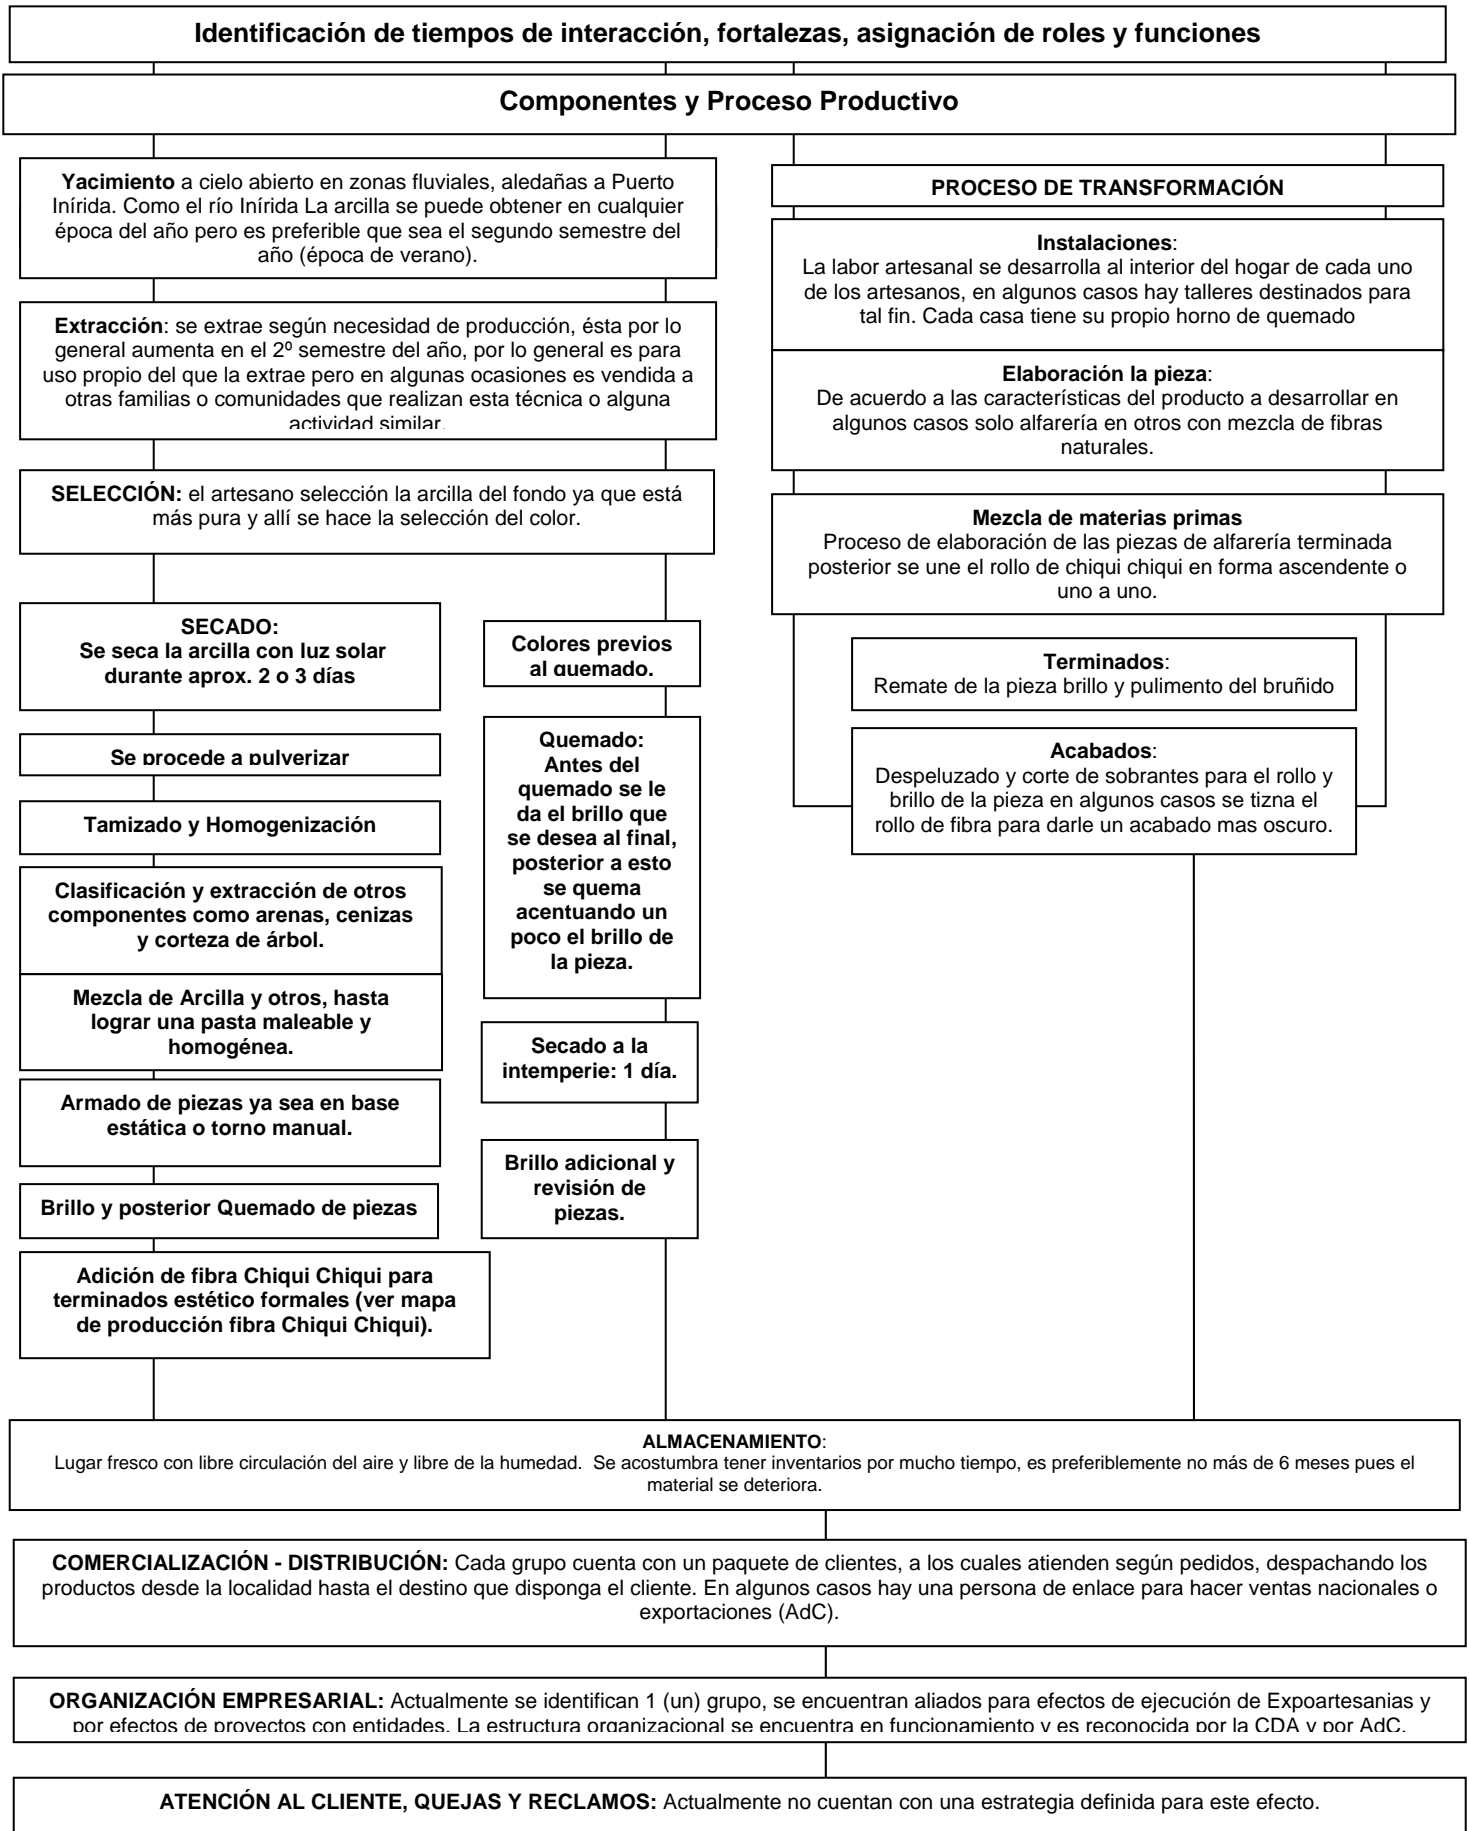 Identificación de tiempos de interacción, fortalezas, asignación de roles y funciones
Componentes y Proceso Productivo
Yacimiento a cielo abierto en zonas fluviales, aledañas a Puerto
Inírida. Como el río Inírida La arcilla se puede obtener en cualquier
época del año pero es preferible que sea el segundo semestre del
año (época de verano).
Extracción: se extrae según necesidad de producción, ésta por lo
general aumenta en el 2º semestre del año, por lo general es para
uso propio del que la extrae pero en algunas ocasiones es vendida a
otras familias o comunidades que realizan esta técnica o alguna
actividad similar.
SELECCIÓN: el artesano selección la arcilla del fondo ya que está
más pura y allí se hace la selección del color.
SECADO:
Se seca la arcilla con luz solar
durante aprox. 2 o 3 días
Se procede a pulverizar
Tamizado y Homogenización
Clasificación y extracción de otros
componentes como arenas, cenizas
y corteza de árbol.
Mezcla de Arcilla y otros, hasta
lograr una pasta maleable y
homogénea.
Armado de piezas ya sea en base
estática o torno manual.
Brillo y posterior Quemado de piezas
Adición de fibra Chiqui Chiqui para
terminados estético formales (ver mapa
de producción fibra Chiqui Chiqui).
Colores previos
al quemado.
Quemado:
Antes del
quemado se le
da el brillo que
se desea al final,
posterior a esto
se quema
acentuando un
poco el brillo de
la pieza.
Secado a la
intemperie: 1 día.
Brillo adicional y
revisión de
piezas.
PROCESO DE TRANSFORMACIÓN
Instalaciones:
La labor artesanal se desarrolla al interior del hogar de cada uno
de los artesanos, en algunos casos hay talleres destinados para
tal fin. Cada casa tiene su propio horno de quemado
Elaboración la pieza:
De acuerdo a las características del producto a desarrollar en
algunos casos solo alfarería en otros con mezcla de fibras
naturales.
Mezcla de materias primas
Proceso de elaboración de las piezas de alfarería terminada
posterior se une el rollo de chiqui chiqui en forma ascendente o
uno a uno.
Terminados:
Remate de la pieza brillo y pulimento del bruñido
Acabados:
Despeluzado y corte de sobrantes para el rollo y
brillo de la pieza en algunos casos se tizna el
rollo de fibra para darle un acabado mas oscuro.
ALMACENAMIENTO:
Lugar fresco con libre circulación del aire y libre de la humedad. Se acostumbra tener inventarios por mucho tiempo, es preferiblemente no más de 6 meses pues el
material se deteriora.
COMERCIALIZACIÓN - DISTRIBUCIÓN: Cada grupo cuenta con un paquete de clientes, a los cuales atienden según pedidos, despachando los
productos desde la localidad hasta el destino que disponga el cliente. En algunos casos hay una persona de enlace para hacer ventas nacionales o
exportaciones (AdC).
ORGANIZACIÓN EMPRESARIAL: Actualmente se identifican 1 (un) grupo, se encuentran aliados para efectos de ejecución de Expoartesanias y
por efectos de proyectos con entidades. La estructura organizacional se encuentra en funcionamiento y es reconocida por la CDA y por AdC.
ATENCIÓN AL CLIENTE, QUEJAS Y RECLAMOS: Actualmente no cuentan con una estrategia definida para este efecto.